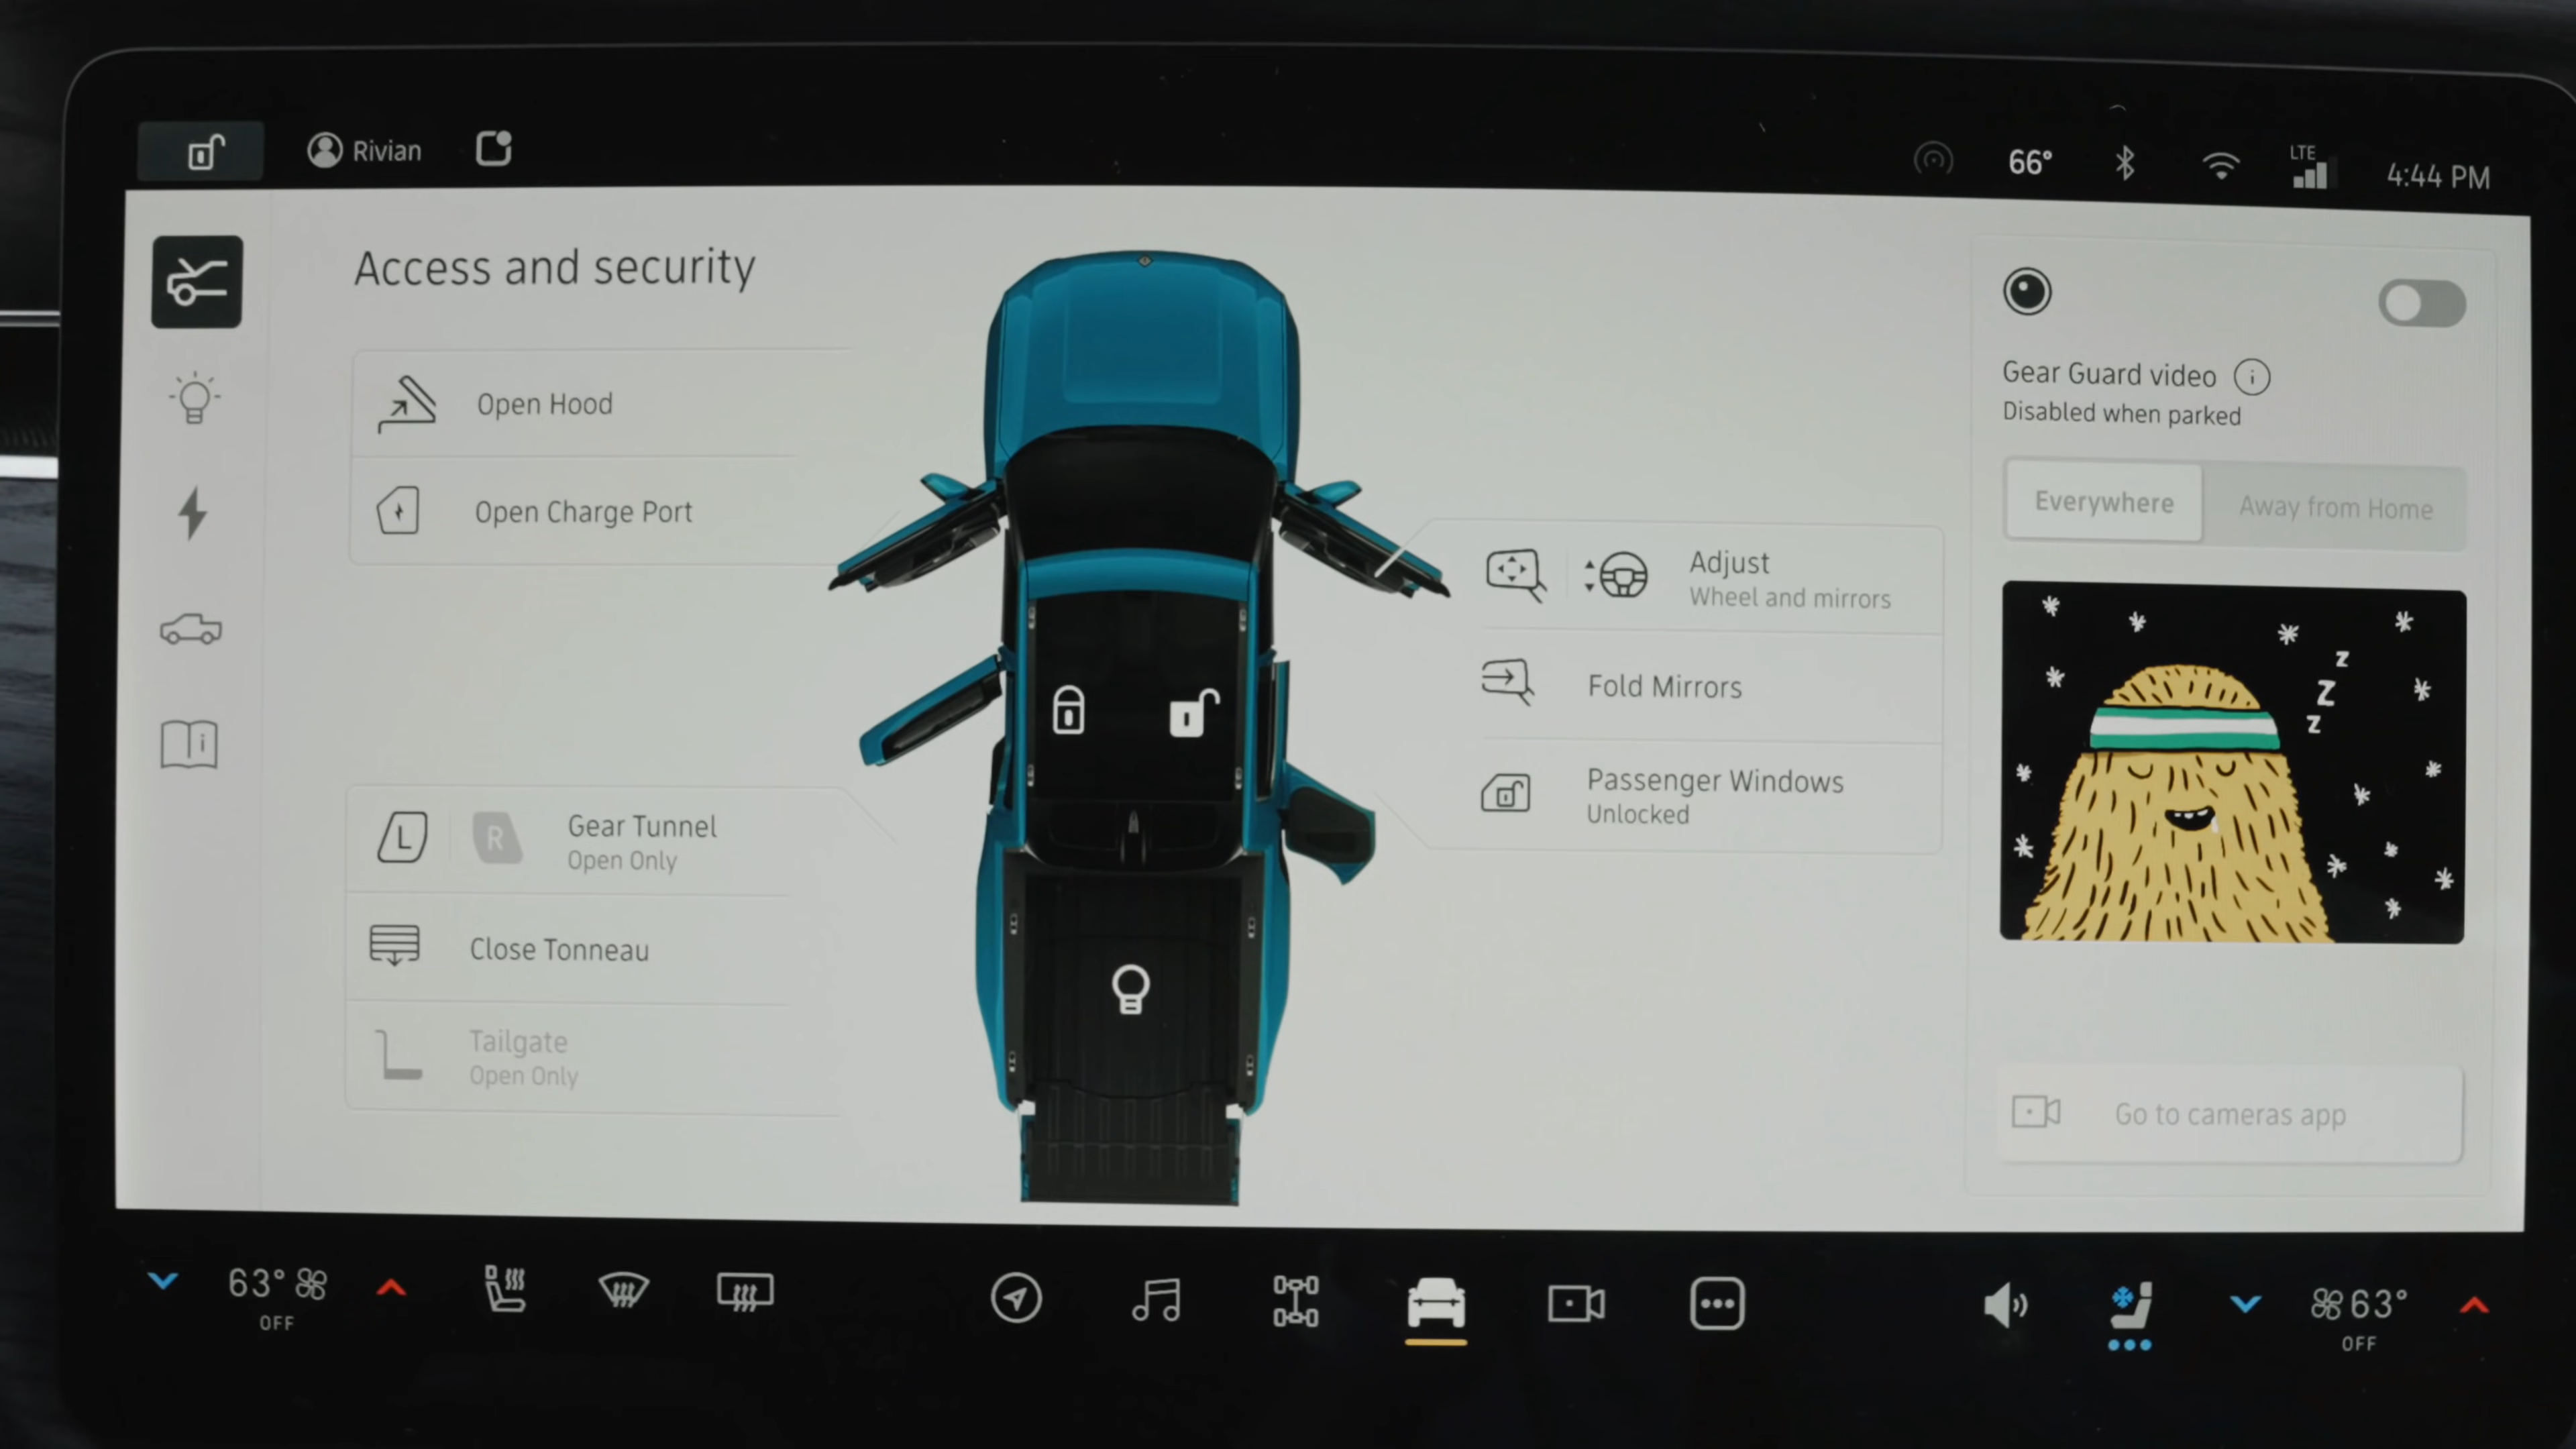 Rivian
66°
LTE
4:44 PM
Access and security
Open Hood
Open Charge Port
L
R
Gear Tunnel
Open Only
Close Tonneau
Tailgate
Open Only
Adjust
Wheel and mirrors
Fold Mirrors
Passenger Windows
Unlocked
Gear Guard video i
Disabled when parked
Everywhere
Away from Home
z
Z
z
Go to cameras app
63°
OFF
63°
OFF